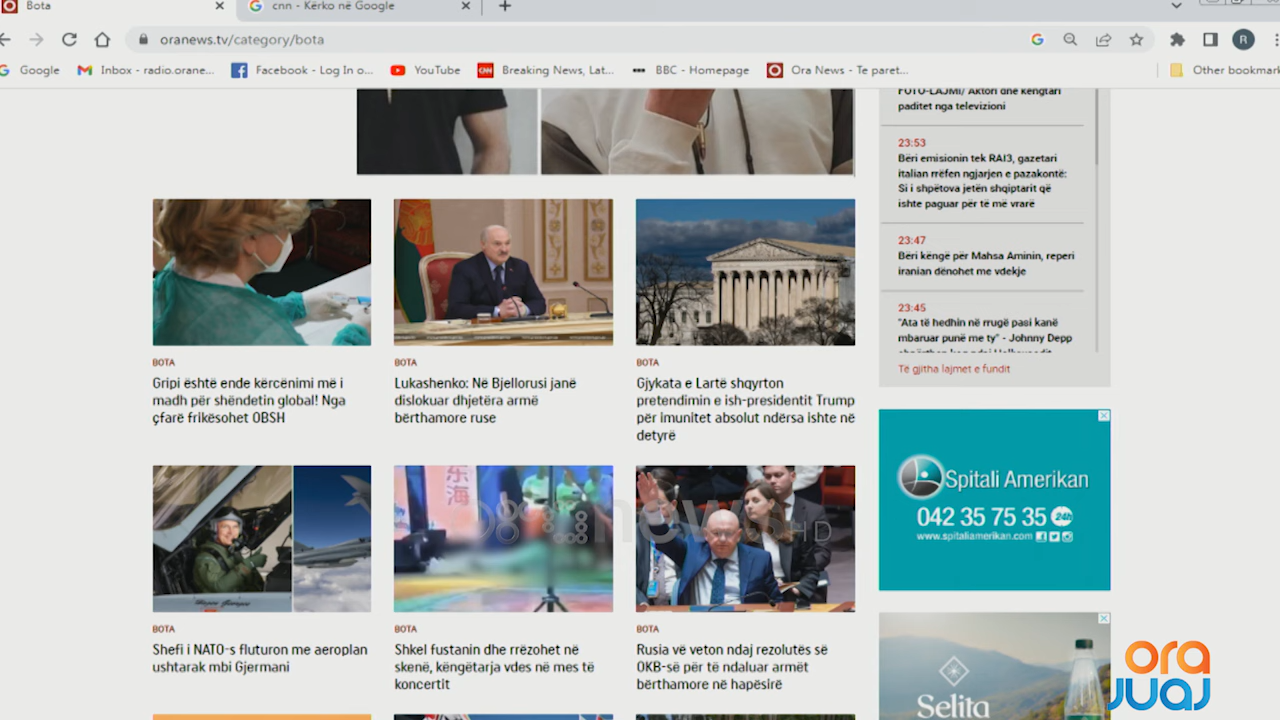 Bota
cnn - Kërko në Google
oranews.tv/category/bota
R
Google
Inbox - radio.orane...
Facebook - Log In o...
YouTube
CNN
Breaking News, Lat...
BBC - Homepage
Ora News - Te paret...
Other bookmark
FOTO-LAJMI/ Aktori dhe këngtari
paditet nga televizioni
23:53
Bëri emisionin tek RAI3, gazetari
italian rrëfen ngjarjen e pazakontë:
Si i shpëtova jetën shqiptarit që
ishte paguar për të më vrarë
23:47
Bëri këngë për Mahsa Aminin, reperi
iranian dënohet me vdekje
23:45
"Ata të hedhin në rrugë pasi kanë
mbaruar punë me ty" - Johnny Depp
Të gjitha lajmet e fundit
BOTA
Gripi është ende kërcënimi më i
madh për shëndetin global! Nga
çfarë frikësohet OBSH
BOTA
Lukashenko: Në Bjellorusi janë
dislokuar dhjetëra armë
bërthamore ruse
BOTA
Gjykata e Lartë shqyrton
pretendimin e ish-presidentit Trump
për imunitet absolut ndërsa ishte në
detyrë
Spitali Amerikan
042 35 75 35 24h
www.spitaliamerikan.com
东
海
news HD
BOTA
Shefi i NATO-s fluturon me aeroplan
ushtarak mbi Gjermani
BOTA
Shkel fustanin dhe rrëzohet në
skenë, këngëtarja vdes në mes të
koncertit
BOTA
Rusia vë veton ndaj rezolutës së
OKB-së për të ndaluar armët
bërthamore në hapësirë
Selita
ora
JUAJ